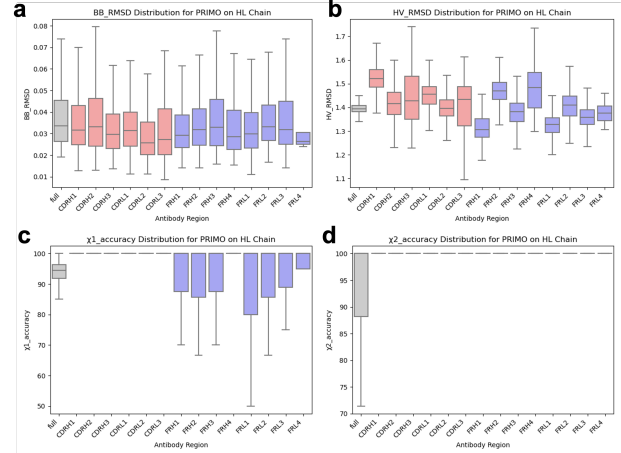 a
BB_RMSD Distribution for PRIMO on HL Chain
0.08
0.07
0.06
0.05
0.04
0.03
0.02
0.01
BB_RMSD
full
CDRH1
CDRH2
CDRH3
CDRL1
CDRL2
CDRL3
FRH1
FRH2
FRH3
FRH4
FRL1
FRL2
FRL3
FRL4
Antibody Region
b
HV_RMSD Distribution for PRIMO on HL Chain
1.7
1.6
1.5
1.4
1.3
1.2
1.1
HV_RMSD
full
CDRH1
CDRH2
CDRH3
CDRL1
CDRL2
CDRL3
FRH1
FRH2
FRH3
FRH4
FRL1
FRL2
FRL3
FRL4
Antibody Region
c
χ1_accuracy Distribution for PRIMO on HL Chain
100
90
80
70
60
50
χ1_accuracy
full
CDRH1
CDRH2
CDRH3
CDRL1
CDRL2
CDRL3
FRH1
FRH2
FRH3
FRH4
FRL1
FRL2
FRL3
FRL4
Antibody Region
d
χ2_accuracy Distribution for PRIMO on HL Chain
100
95
90
85
80
75
70
χ2_accuracy
full
CDRH1
CDRH2
CDRH3
CDRL1
CDRL2
CDRL3
FRH1
FRH2
FRH3
FRH4
FRL1
FRL2
FRL3
FRL4
Antibody Region